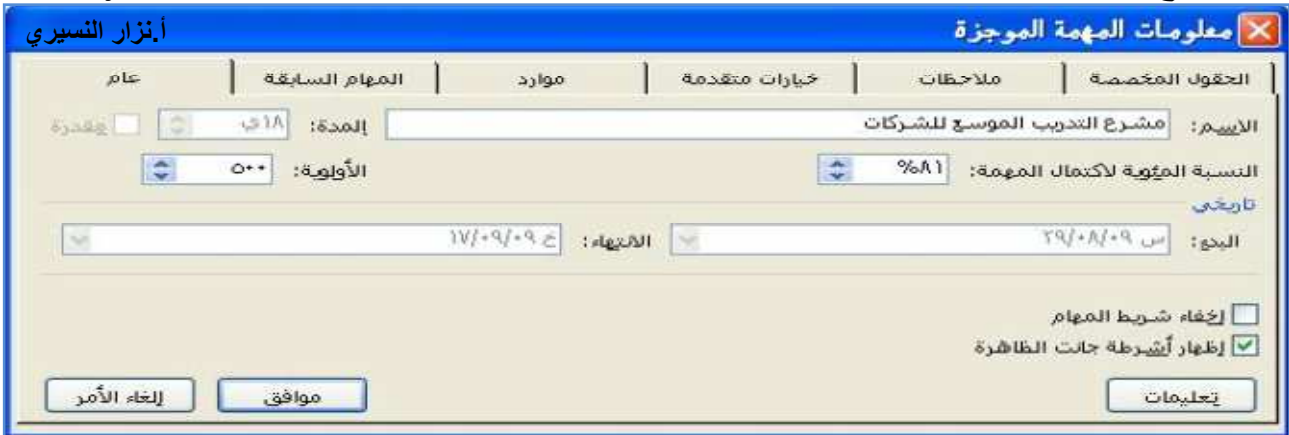 معلومات المهمة الموجزة أ.نزار النسيري
الحقول المخصصة ملاحظات خيارات متقدمة موارد المهام السابقة عام
الاسم: مشرع التدريب الموسع للشركات المدة: ١٨ي مقدرة
النسبة المئوية لاكتمال المهمة: ٨١% الأولوية: ٥٠٠
تاريخي
البدء: س ٢٩/٠٨/٠٩ الانتهاء: خ ١٧/٠٩/٠٩
إخفاء شريط المهام
إظهار أشرطة جانت الظاهرة
تعليمات موافق إلغاء الأمر